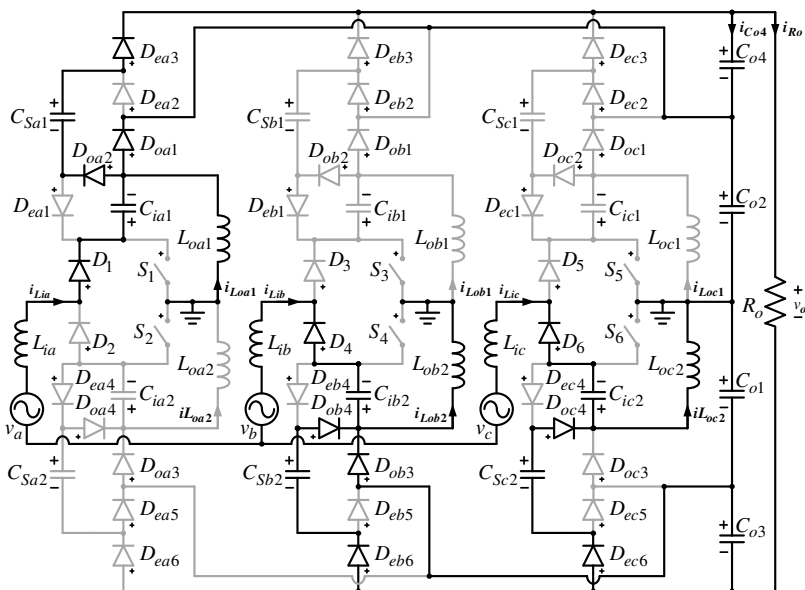 i_Co4 i_Ro
D_ea3 D_eb3 D_ec3 C_o4
D_ea2 D_eb2 D_ec2
C_Sa1 C_Sb1 C_Sc1
D_oa1 D_ob1 D_oc1
D_oa2 D_ob2 D_oc2
D_ea1 C_ia1 D_eb1 C_ib1 D_ec1 C_ic1 C_o2
L_oa1 L_ob1 L_oc1
D_1 S_1 D_3 S_3 D_5 S_5
i_Lia i_Loa1 i_Lib i_Lob1 i_Lic i_Loc1
R_o v_o
L_ia D_2 S_2 L_ib D_4 S_4 L_ic D_6 S_6
L_oa2 L_ob2 L_oc2
D_ea4 C_ia2 D_eb4 C_ib2 D_ec4 C_ic2 C_o1
D_oa4 iL_oa2 D_ob4 i_Lob2 D_oc4 iL_oc2
v_a v_b v_c
D_oa3 D_ob3 D_oc3
C_Sa2 C_Sb2 C_Sc2
D_ea5 D_eb5 D_ec5
C_o3
D_ea6 D_eb6 D_ec6